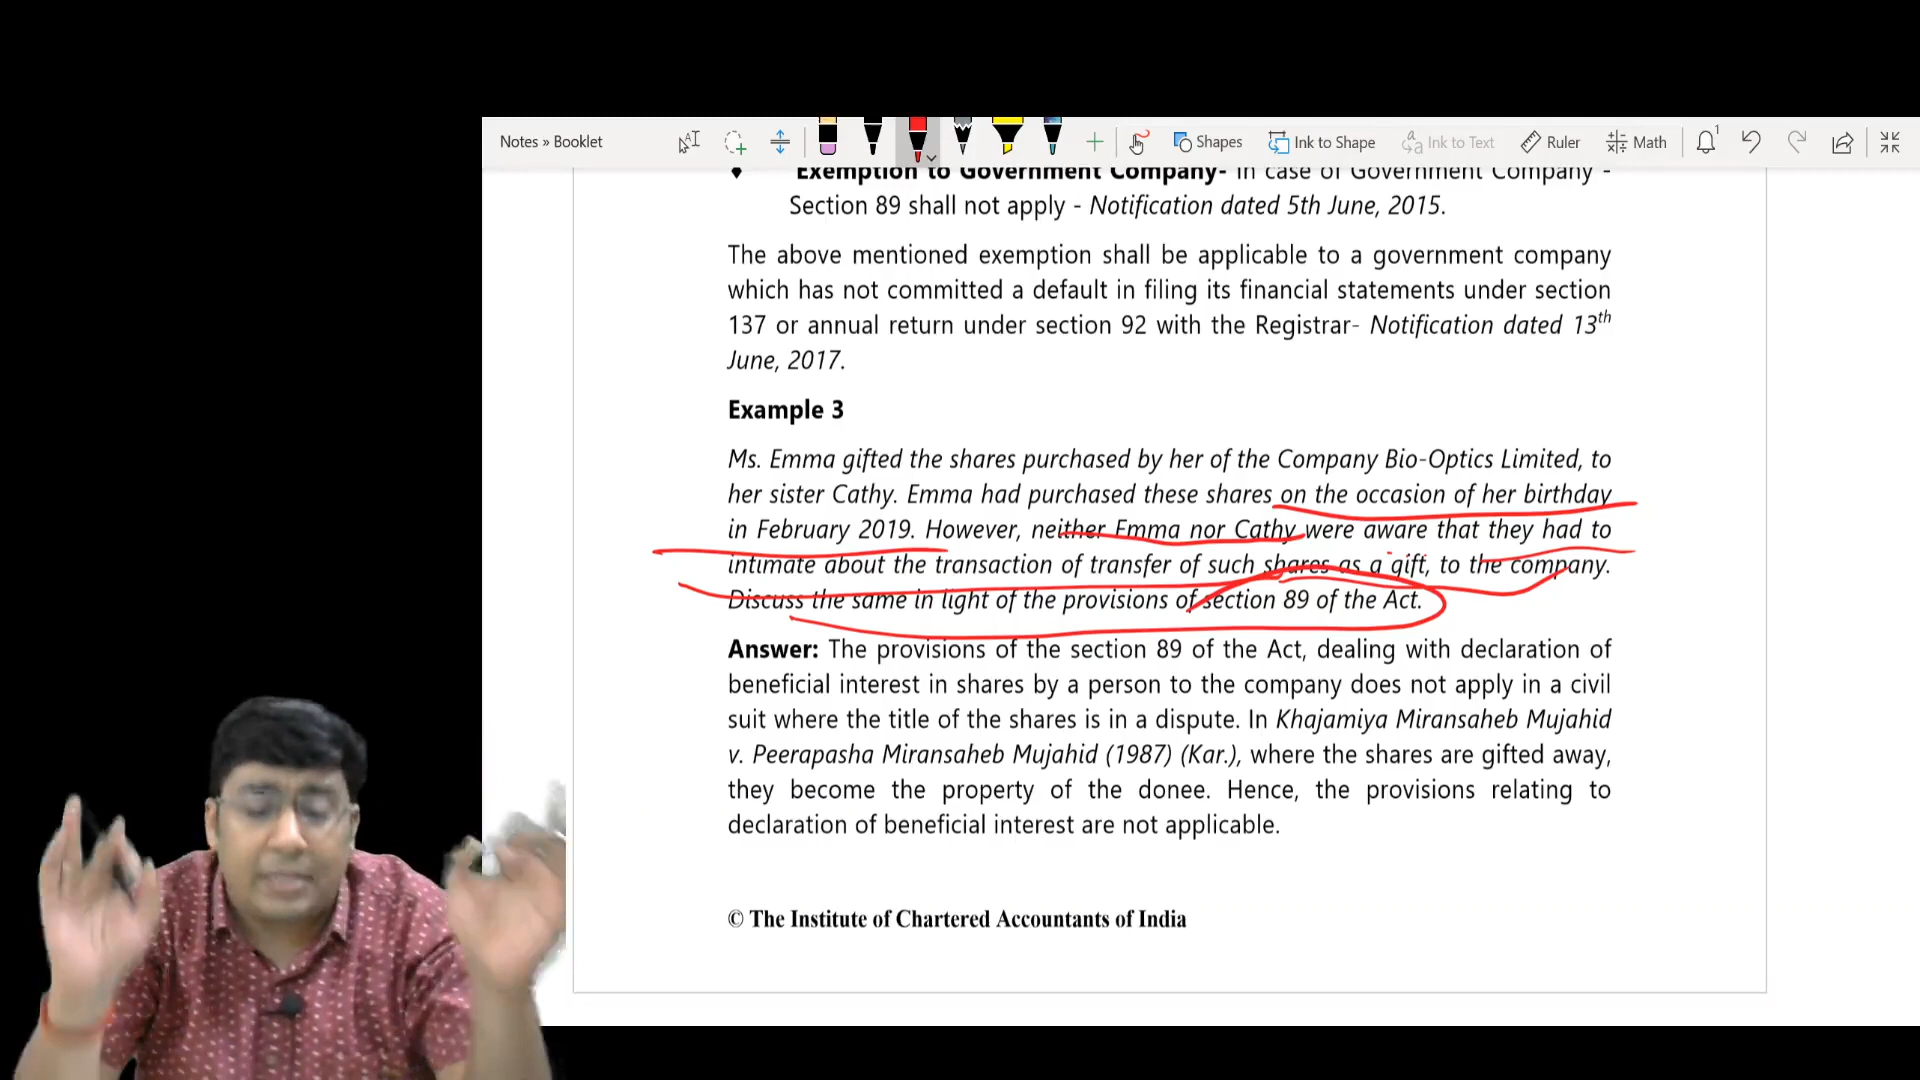 Notes » Booklet
Shapes
Ink to Shape
Ink to Text
Ruler
Math
1
Exemption to Government Company- In case of Government Company -
Section 89 shall not apply - Notification dated 5th June, 2015.
The above mentioned exemption shall be applicable to a government company
which has not committed a default in filing its financial statements under section
137 or annual return under section 92 with the Registrar- Notification dated 13th
June, 2017.
Example 3
Ms. Emma gifted the shares purchased by her of the Company Bio-Optics Limited, to
her sister Cathy. Emma had purchased these shares on the occasion of her birthday
in February 2019. However, neither Emma nor Cathy were aware that they had to
intimate about the transaction of transfer of such shares as a gift, to the company.
Discuss the same in light of the provisions of section 89 of the Act.
Answer: The provisions of the section 89 of the Act, dealing with declaration of
beneficial interest in shares by a person to the company does not apply in a civil
suit where the title of the shares is in a dispute. In Khajamiya Miransaheb Mujahid
v. Peerapasha Miransaheb Mujahid (1987) (Kar.), where the shares are gifted away,
they become the property of the donee. Hence, the provisions relating to
declaration of beneficial interest are not applicable.
© The Institute of Chartered Accountants of India